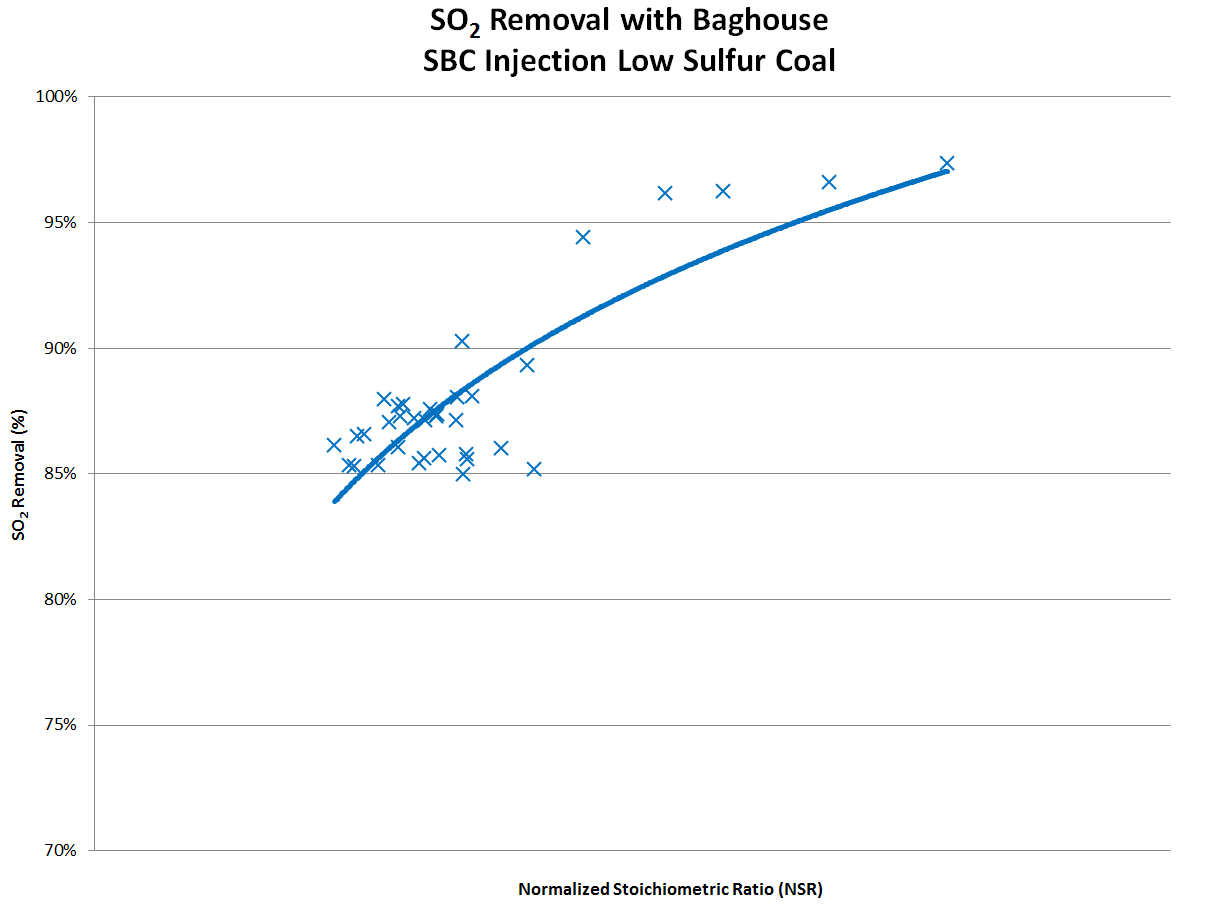 SO₂ Removal with Baghouse
SBC Injection Low Sulfur Coal
100%
95%
90%
85%
80%
75%
70%
SO₂ Removal (%)
Normalized Stoichiometric Ratio (NSR)